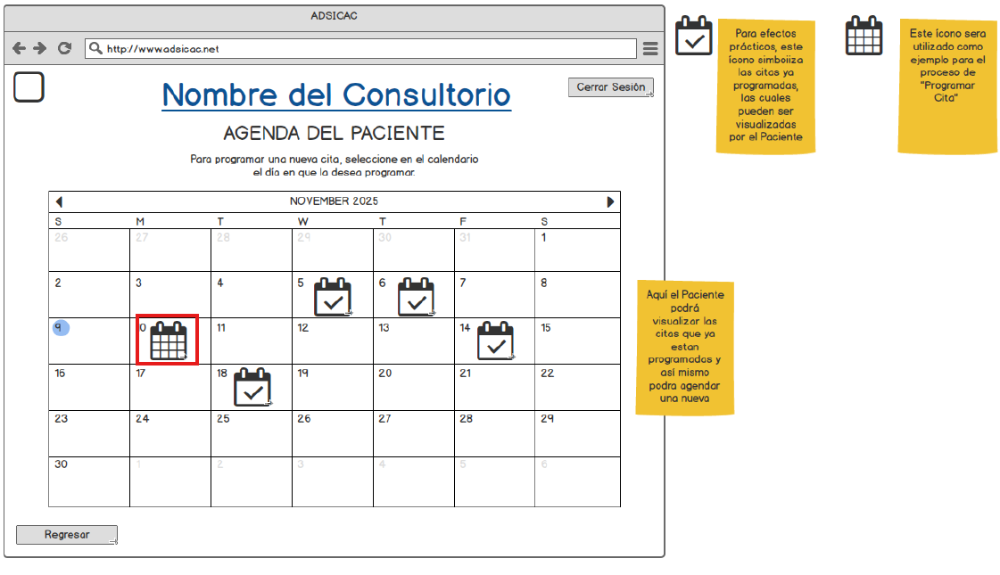 ADSICAC
http://www.adsicac.net
Nombre del Consultorio
Cerrar Sesión
AGENDA DEL PACIENTE
Para programar una nueva cita, seleccione en el calendario
el día en que la desea programar.
NOVEMBER 2025
S M T W T F S
26 27 28 29 30 31 1
2 3 4 5 6 7 8
9 10 11 12 13 14 15
16 17 18 19 20 21 22
23 24 25 26 27 28 29
30 1 2 3 4 5 6
Regresar
Para efectos
prácticos, este
ícono simboiiza
las citas ya
programadas,
las cuales
pueden ser
visualizadas
por el Paciente
Este ícono sera
utilizado como
ejemplo para el
proceso de
"Programar
Cita"
Aquí el Paciente
podrá
visualizar las
citas que ya
estan
programadas y
así mismo
podra agendar
una nueva